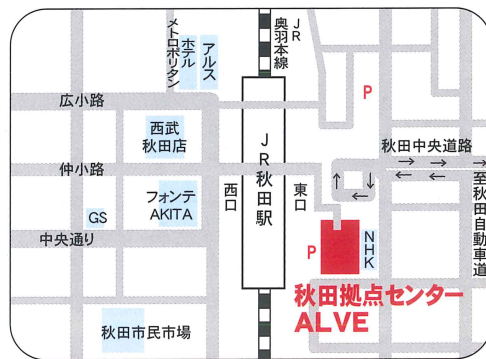 メトロポリタン
ホテル
アルス
JR
奥羽本線
P
広小路
西武
秋田店
JR秋田駅
秋田中央道路
仲小路
フォンテ
AKITA
西口
東口
至秋田自動車道
GS
中央通り
P
NHK
秋田拠点センター
ALVE
秋田市民市場